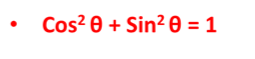 • Cos² θ + Sin² θ = 1